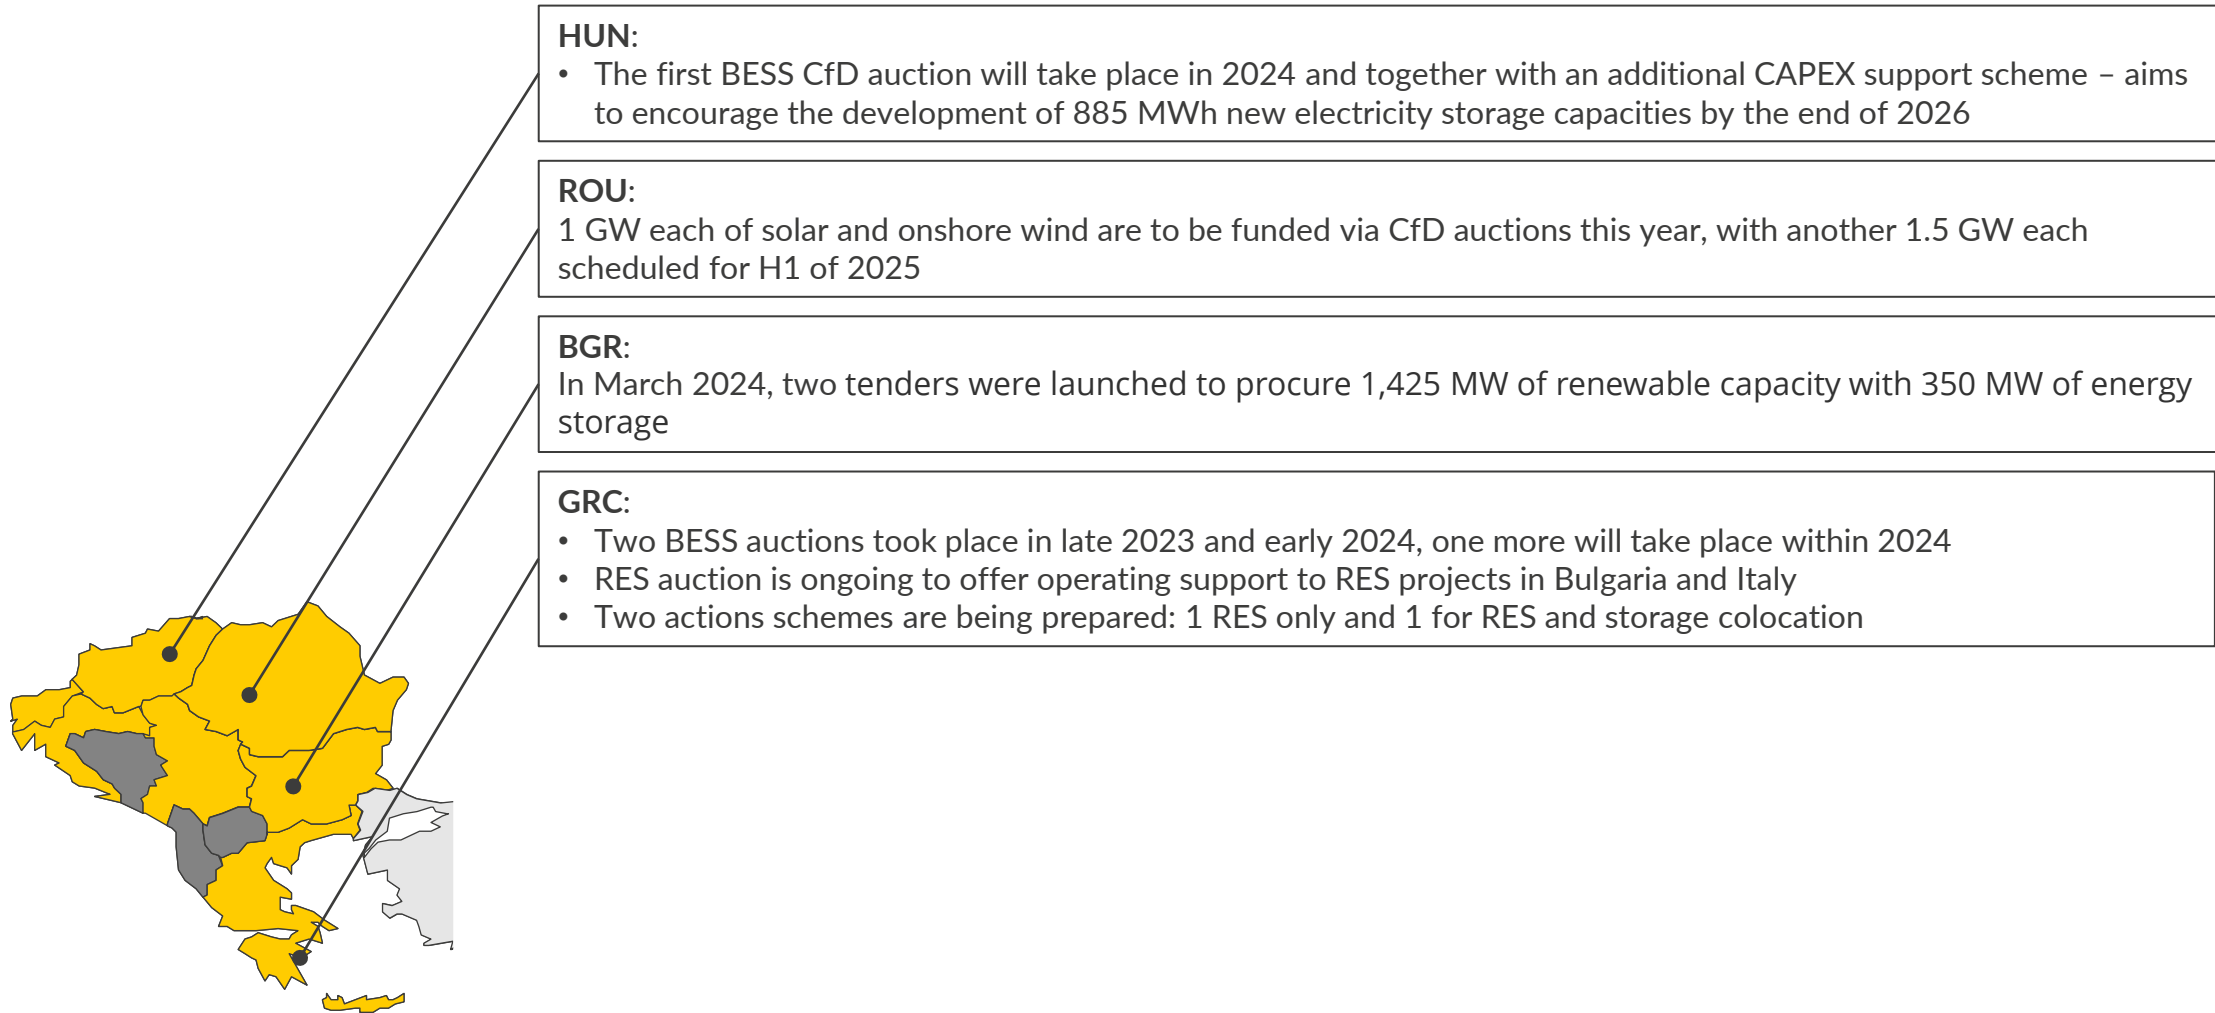 HUN:
• The first BESS CfD auction will take place in 2024 and together with an additional CAPEX support scheme – aims
to encourage the development of 885 MWh new electricity storage capacities by the end of 2026
ROU:
1 GW each of solar and onshore wind are to be funded via CfD auctions this year, with another 1.5 GW each
scheduled for H1 of 2025
BGR:
In March 2024, two tenders were launched to procure 1,425 MW of renewable capacity with 350 MW of energy
storage
GRC:
• Two BESS auctions took place in late 2023 and early 2024, one more will take place within 2024
• RES auction is ongoing to offer operating support to RES projects in Bulgaria and Italy
• Two actions schemes are being prepared: 1 RES only and 1 for RES and storage colocation